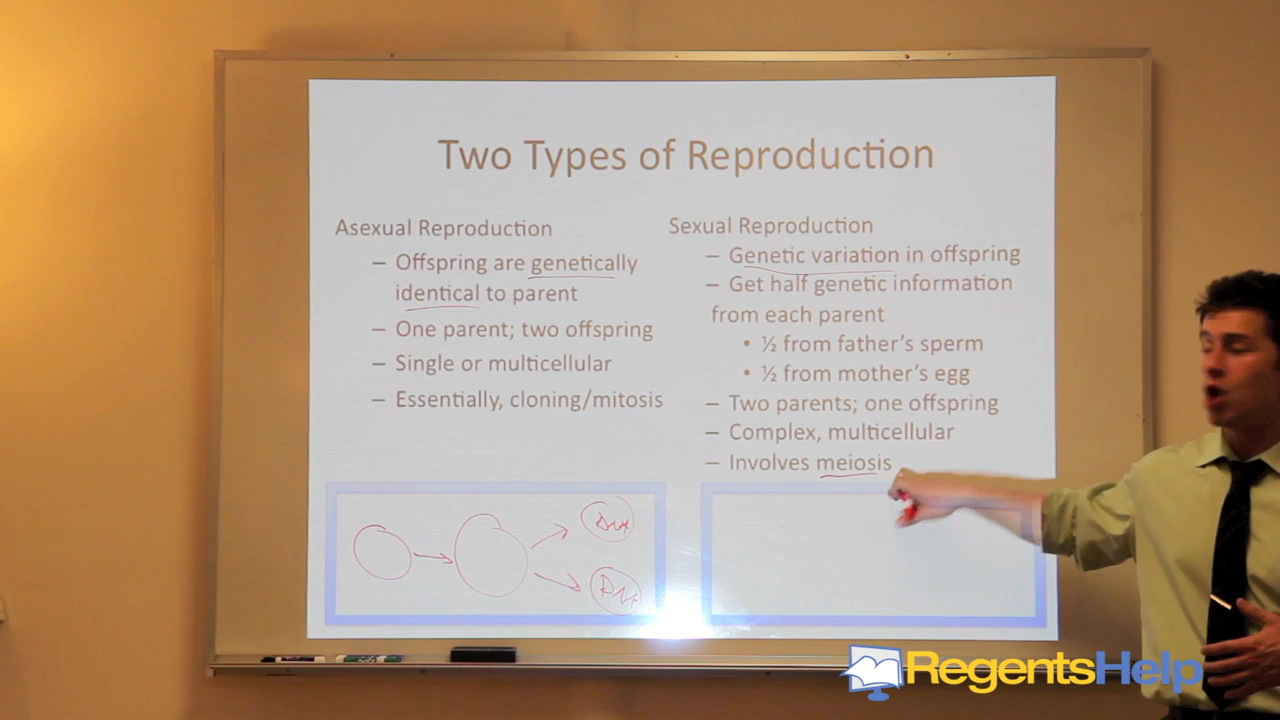 Two Types of Reproduction
Asexual Reproduction
– Offspring are genetically
identical to parent
– One parent; two offspring
– Single or multicellular
– Essentially, cloning/mitosis
Sexual Reproduction
– Genetic variation in offspring
– Get half genetic information
from each parent
• ½ from father's sperm
• ½ from mother's egg
– Two parents; one offspring
– Complex, multicellular
– Involves meiosis
DNA
DNA
RegentsHelp